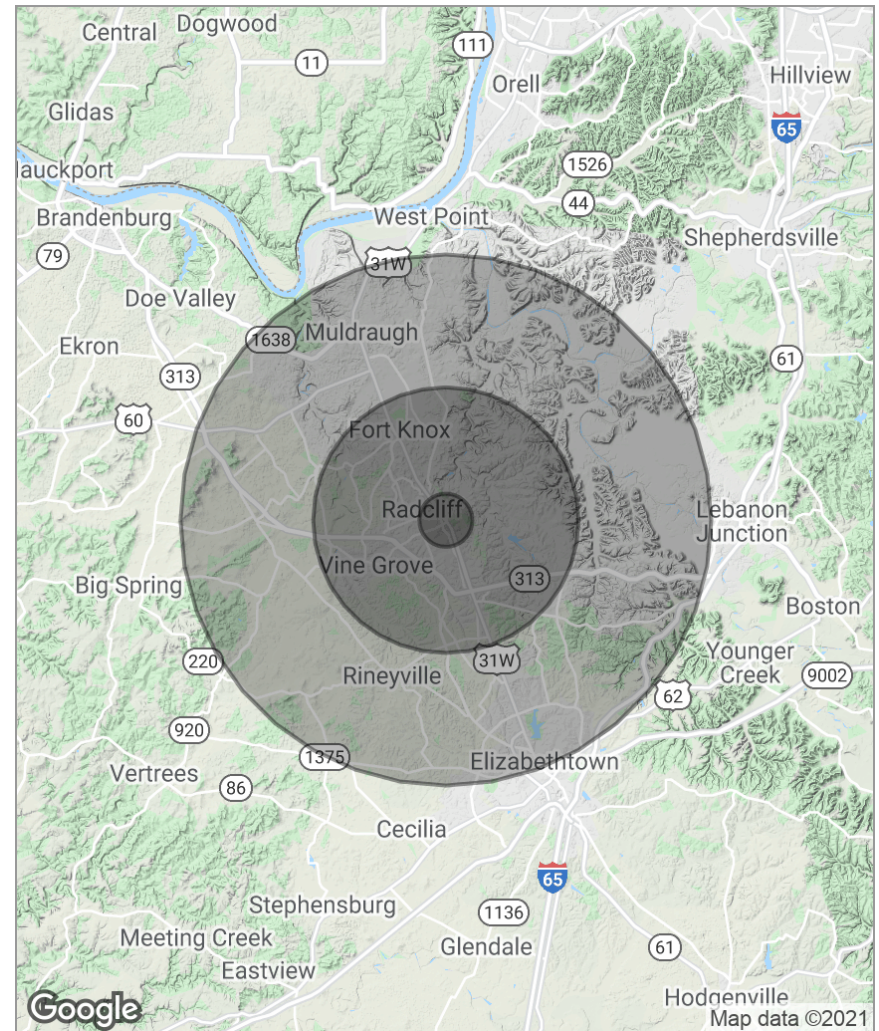 Central
Dogwood
11
111
Orell
Hillview
Glidas
65
1526
auckport
44
Brandenburg
West Point
79
31W
Shepherdsville
Doe Valley
1638
Muldraugh
Ekron
313
61
60
Fort Knox
Radcliff
Lebanon
Junction
Vine Grove
313
Big Spring
Boston
220
31W
Younger
Creek
Rineyville
9002
62
920
1375
Elizabethtown
Vertrees
86
Cecilia
65
Stephensburg
1136
Meeting Creek
Glendale
61
Eastview
Hodgenville
Google
Map data ©2021